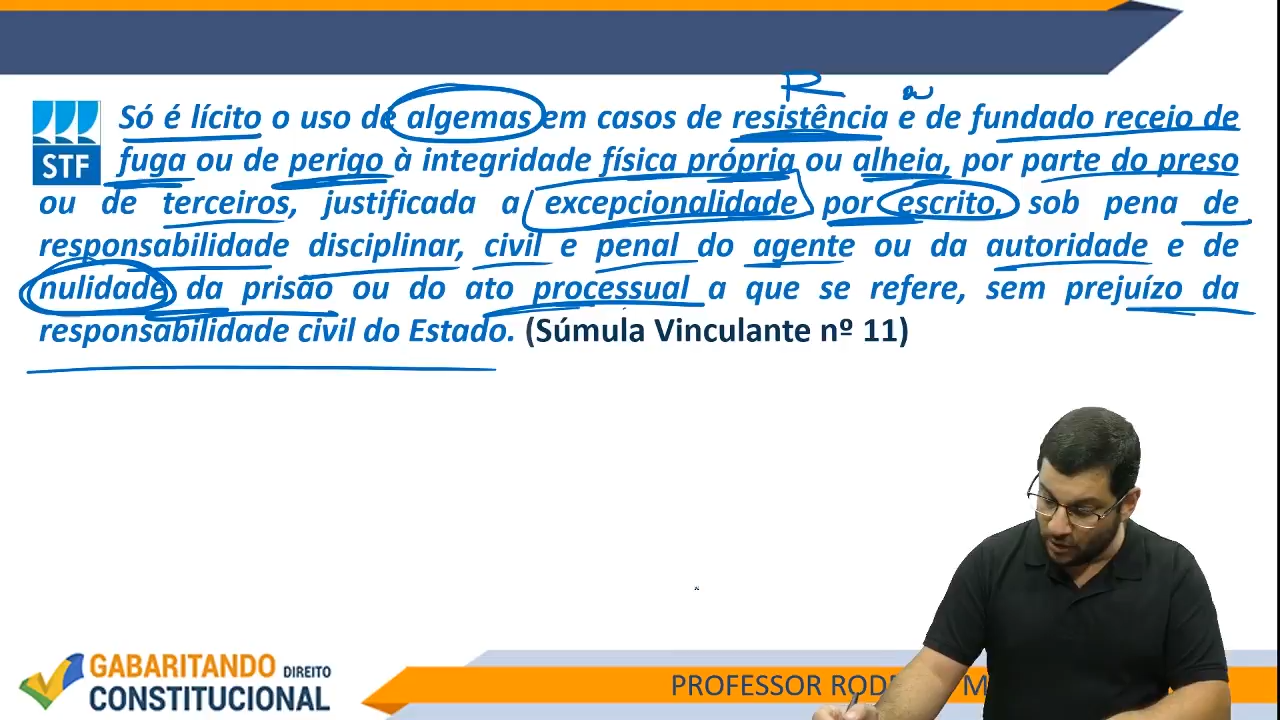 R
Só é lícito o uso de algemas em casos de resistência e de fundado receio de
STF
fuga ou de perigo à integridade física própria ou alheia, por parte do preso
ou de terceiros, justificada a excepcionalidade por escrito, sob pena de
responsabilidade disciplinar, civil e penal do agente ou da autoridade e de
nulidade da prisão ou do ato processual a que se refere, sem prejuízo da
responsabilidade civil do Estado. (Súmula Vinculante nº 11)
GABARITANDO DIREITO
CONSTITUCIONAL
PROFESSOR